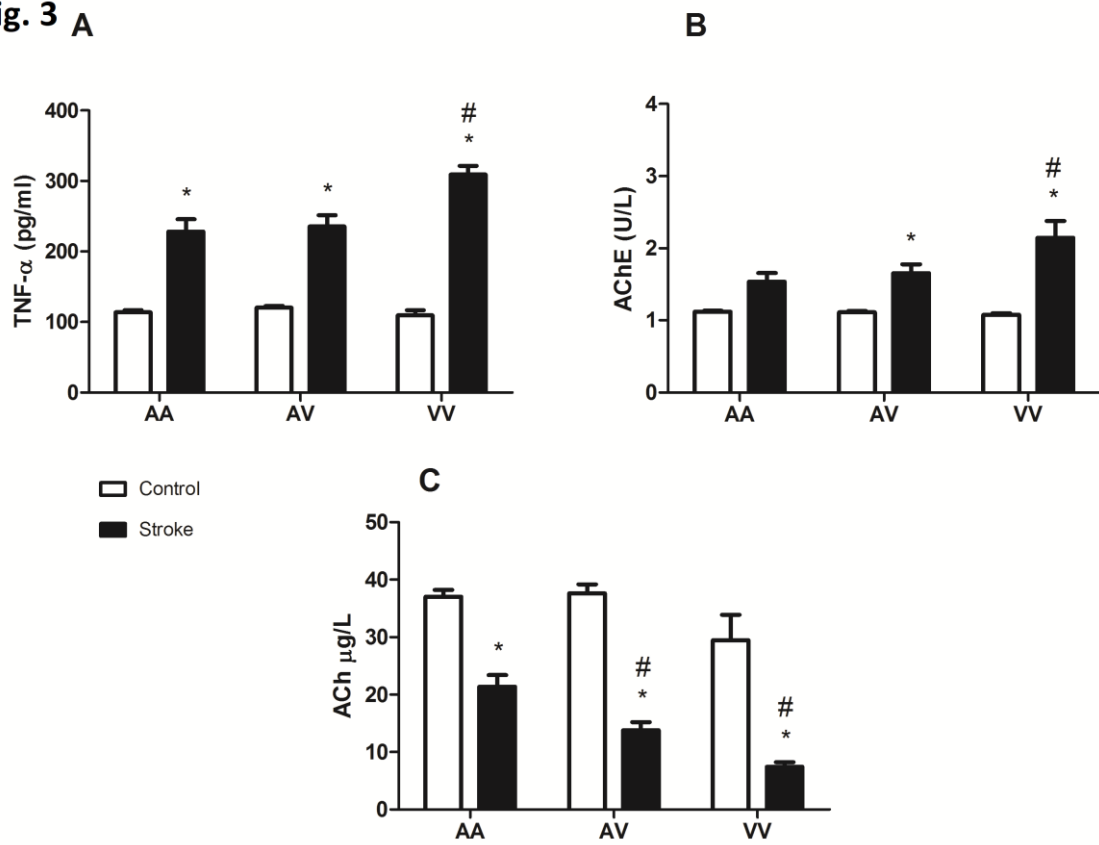 ig. 3
A
TNF-α (pg/ml)
400
300
200
100
0
*
*
#
*
AA
AV
VV
B
AChE (U/L)
4
3
2
1
0
*
#
*
AA
AV
VV
Control
Stroke
C
ACh µg/L
50
40
30
20
10
0
*
#
*
#
*
AA
AV
VV